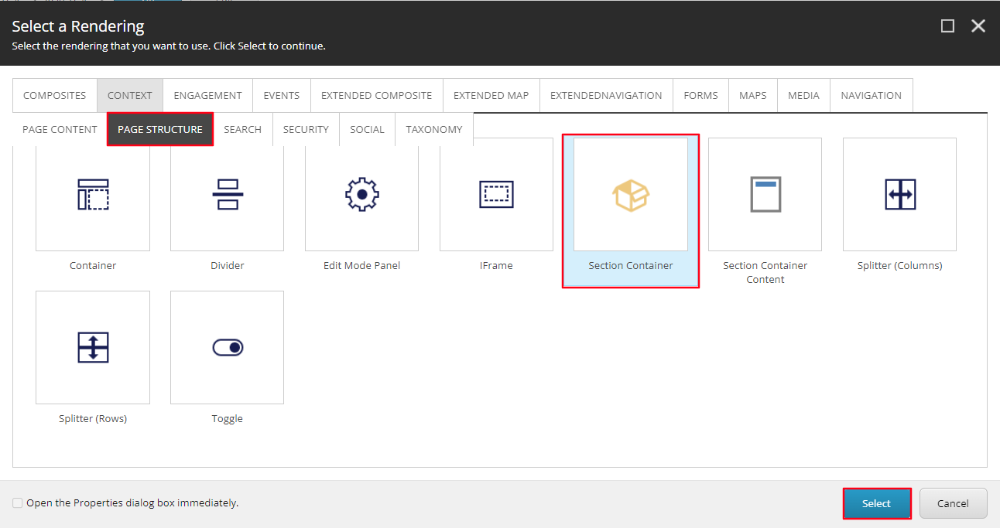 Select a Rendering
Select the rendering that you want to use. Click Select to continue.
COMPOSITES CONTEXT ENGAGEMENT EVENTS EXTENDED COMPOSITE EXTENDED MAP EXTENDEDNAVIGATION FORMS MAPS MEDIA NAVIGATION
PAGE CONTENT PAGE STRUCTURE SEARCH SECURITY SOCIAL TAXONOMY
Container
Divider
Edit Mode Panel
IFrame
Section Container
Section Container
Content
Splitter (Columns)
Splitter (Rows)
Toggle
Open the Properties dialog box immediately.
Select
Cancel